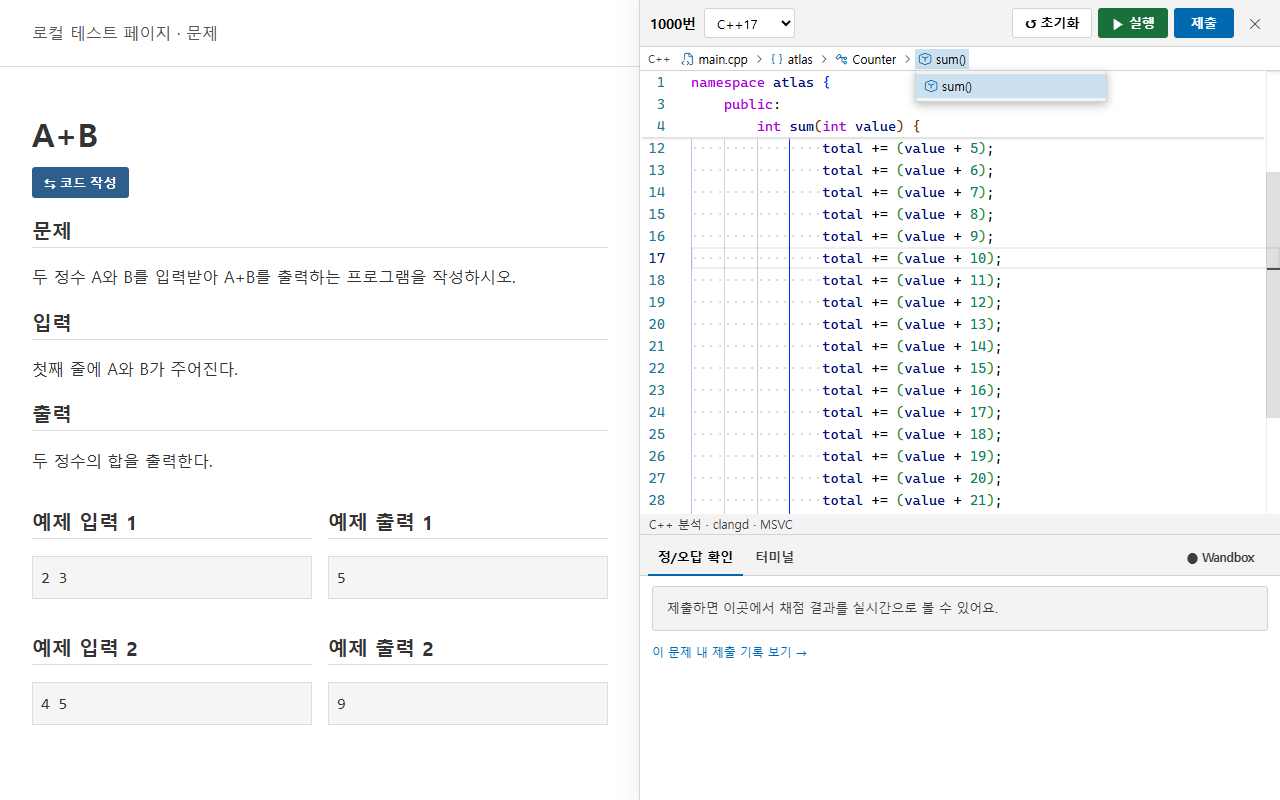 로컬 테스트 페이지 · 문제
A+B
⇆ 코드 작성
문제
두 정수 A와 B를 입력받아 A+B를 출력하는 프로그램을 작성하시오.
입력
첫째 줄에 A와 B가 주어진다.
출력
두 정수의 합을 출력한다.
예제 입력 1
예제 출력 1
2 3
5
예제 입력 2
예제 출력 2
4 5
9
1000번 C++17 ↺ 초기화 ▶ 실행 제출 ×
C++ main.cpp > { } atlas > Counter > sum()
sum()
1 namespace atlas {
3 public:
4 int sum(int value) {
12 total += (value + 5);
13 total += (value + 6);
14 total += (value + 7);
15 total += (value + 8);
16 total += (value + 9);
17 total += (value + 10);
18 total += (value + 11);
19 total += (value + 12);
20 total += (value + 13);
21 total += (value + 14);
22 total += (value + 15);
23 total += (value + 16);
24 total += (value + 17);
25 total += (value + 18);
26 total += (value + 19);
27 total += (value + 20);
28 total += (value + 21);
C++ 분석 · clangd · MSVC
정/오답 확인 터미널 ● Wandbox
제출하면 이곳에서 채점 결과를 실시간으로 볼 수 있어요.
이 문제 내 제출 기록 보기 →